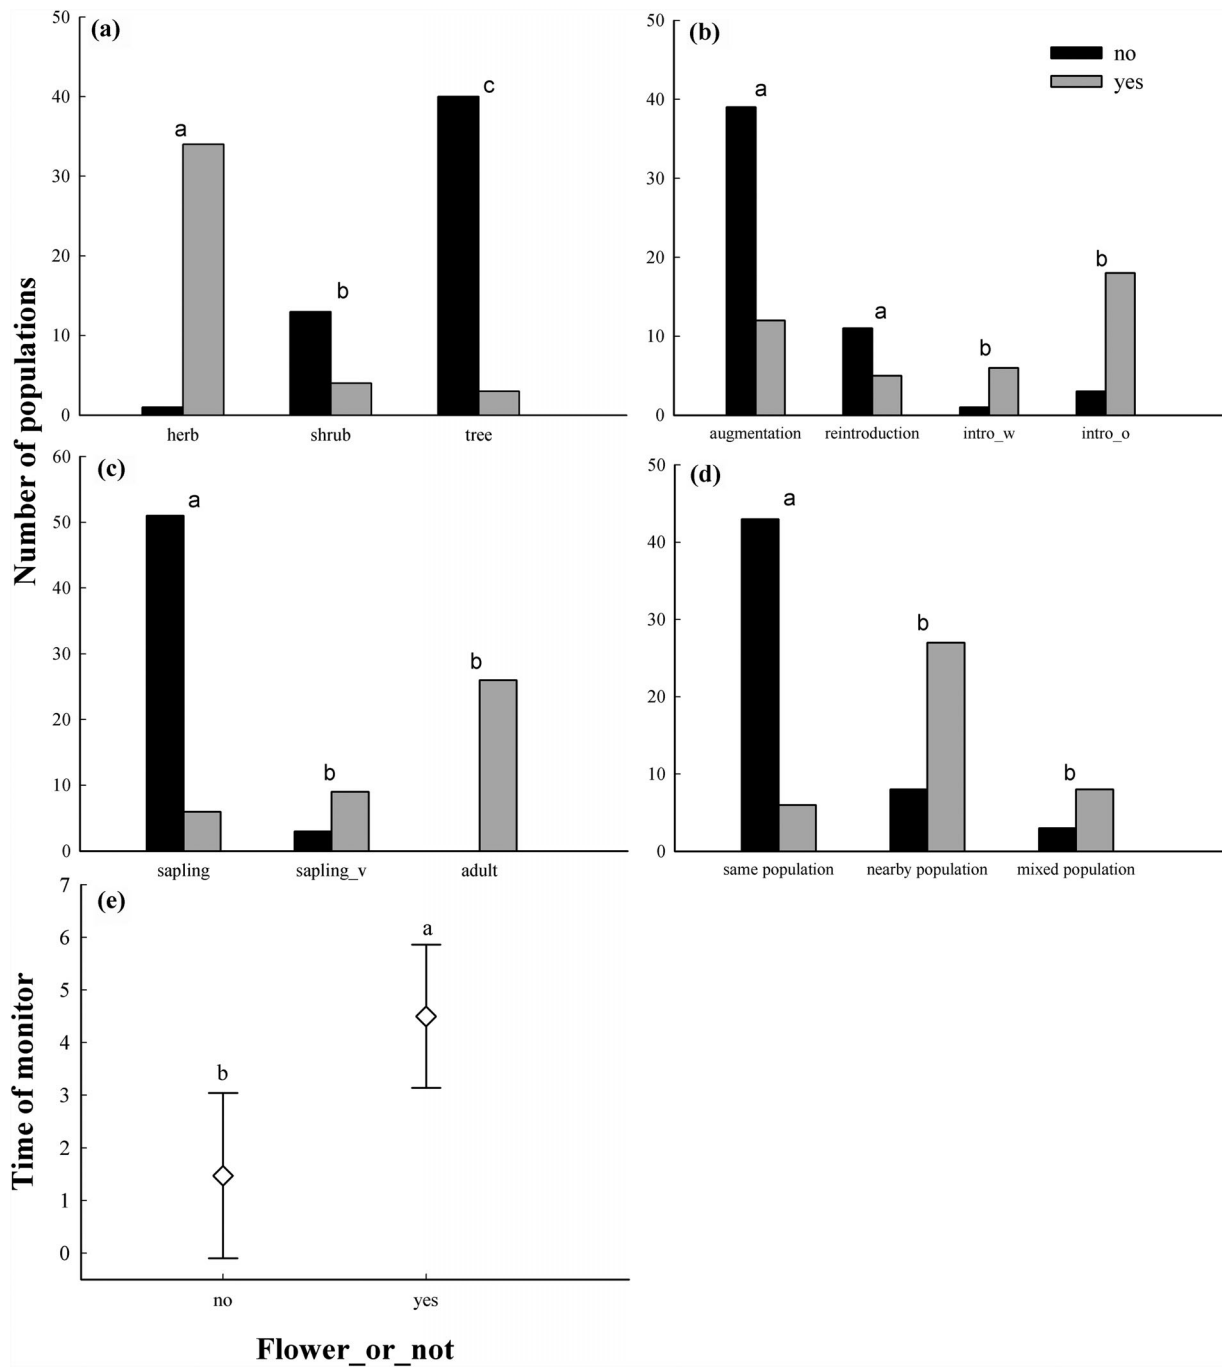 (a)
50
40
30
20
10
0
a
b
c
herb shrub tree
(b)
no
yes
50
40
30
20
10
0
a
a
b
b
augmentation reintroduction intro_w intro_o
Number of populations
(c)
60
50
40
30
20
10
0
a
b
b
sapling sapling_v adult
(d)
50
40
30
20
10
0
a
b
b
same population nearby population mixed population
(e)
Time of monitor
7
6
5
4
3
2
1
0
b
a
no yes
Flower_or_not